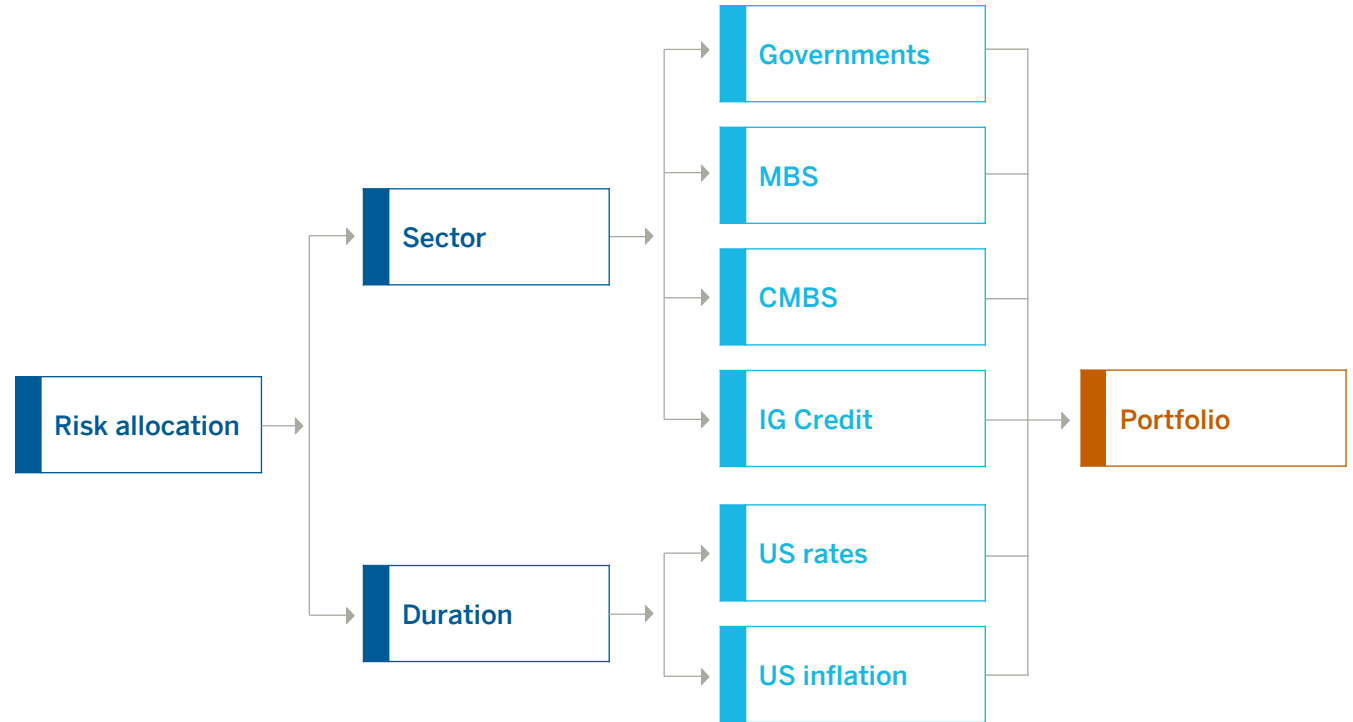 Governments
MBS
Sector
CMBS
Risk allocation
IG Credit
Portfolio
US rates
Duration
US inflation